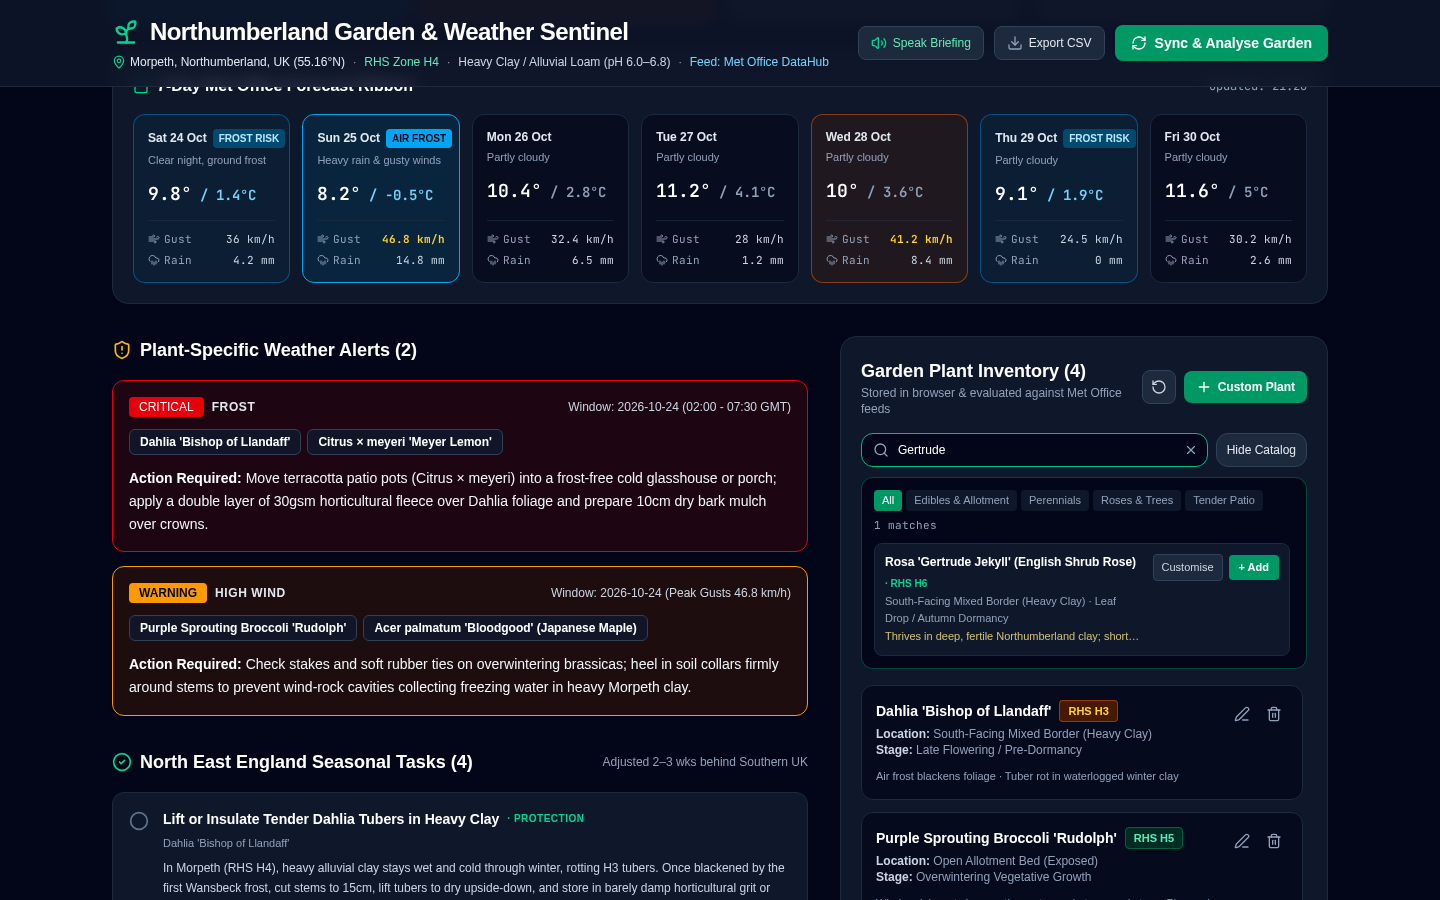 Northumberland Garden & Weather Sentinel
Morpeth, Northumberland, UK (55.16°N) · RHS Zone H4 · Heavy Clay / Alluvial Loam (pH 6.0–6.8) · Feed: Met Office DataHub
Speak Briefing
Export CSV
Sync & Analyse Garden
7-Day Met Office Forecast Ribbon
Updated: 21:26
Sat 24 Oct FROST RISK
Clear night, ground frost
9.8° / 1.4°C
Gust 36 km/h
Rain 4.2 mm
Sun 25 Oct AIR FROST
Heavy rain & gusty winds
8.2° / -0.5°C
Gust 46.8 km/h
Rain 14.8 mm
Mon 26 Oct
Partly cloudy
10.4° / 2.8°C
Gust 32.4 km/h
Rain 6.5 mm
Tue 27 Oct
Partly cloudy
11.2° / 4.1°C
Gust 28 km/h
Rain 1.2 mm
Wed 28 Oct
Partly cloudy
10° / 3.6°C
Gust 41.2 km/h
Rain 8.4 mm
Thu 29 Oct FROST RISK
Partly cloudy
9.1° / 1.9°C
Gust 24.5 km/h
Rain 0 mm
Fri 30 Oct
Partly cloudy
11.6° / 5°C
Gust 30.2 km/h
Rain 2.6 mm
Plant-Specific Weather Alerts (2)
CRITICAL FROST
Window: 2026-10-24 (02:00 - 07:30 GMT)
Dahlia 'Bishop of Llandaff'
Citrus × meyeri 'Meyer Lemon'
Action Required: Move terracotta patio pots (Citrus × meyeri) into a frost-free cold glasshouse or porch;
apply a double layer of 30gsm horticultural fleece over Dahlia foliage and prepare 10cm dry bark mulch
over crowns.
WARNING HIGH WIND
Window: 2026-10-24 (Peak Gusts 46.8 km/h)
Purple Sprouting Broccoli 'Rudolph'
Acer palmatum 'Bloodgood' (Japanese Maple)
Action Required: Check stakes and soft rubber ties on overwintering brassicas; heel in soil collars firmly
around stems to prevent wind-rock cavities collecting freezing water in heavy Morpeth clay.
North East England Seasonal Tasks (4)
Adjusted 2–3 wks behind Southern UK
Lift or Insulate Tender Dahlia Tubers in Heavy Clay · PROTECTION
Dahlia 'Bishop of Llandaff'
In Morpeth (RHS H4), heavy alluvial clay stays wet and cold through winter, rotting H3 tubers. Once blackened by the
first Wansbeck frost, cut stems to 15cm, lift tubers to dry upside-down, and store in barely damp horticultural grit or
Garden Plant Inventory (4)
Stored in browser & evaluated against Met Office
feeds
Custom Plant
Gertrude
Hide Catalog
All
Edibles & Allotment
Perennials
Roses & Trees
Tender Patio
1 matches
Rosa 'Gertrude Jekyll' (English Shrub Rose)
· RHS H6
South-Facing Mixed Border (Heavy Clay) · Leaf
Drop / Autumn Dormancy
Thrives in deep, fertile Northumberland clay; short…
Customise
+ Add
Dahlia 'Bishop of Llandaff' RHS H3
Location: South-Facing Mixed Border (Heavy Clay)
Stage: Late Flowering / Pre-Dormancy
Air frost blackens foliage · Tuber rot in waterlogged winter clay
Purple Sprouting Broccoli 'Rudolph' RHS H5
Location: Open Allotment Bed (Exposed)
Stage: Overwintering Vegetative Growth